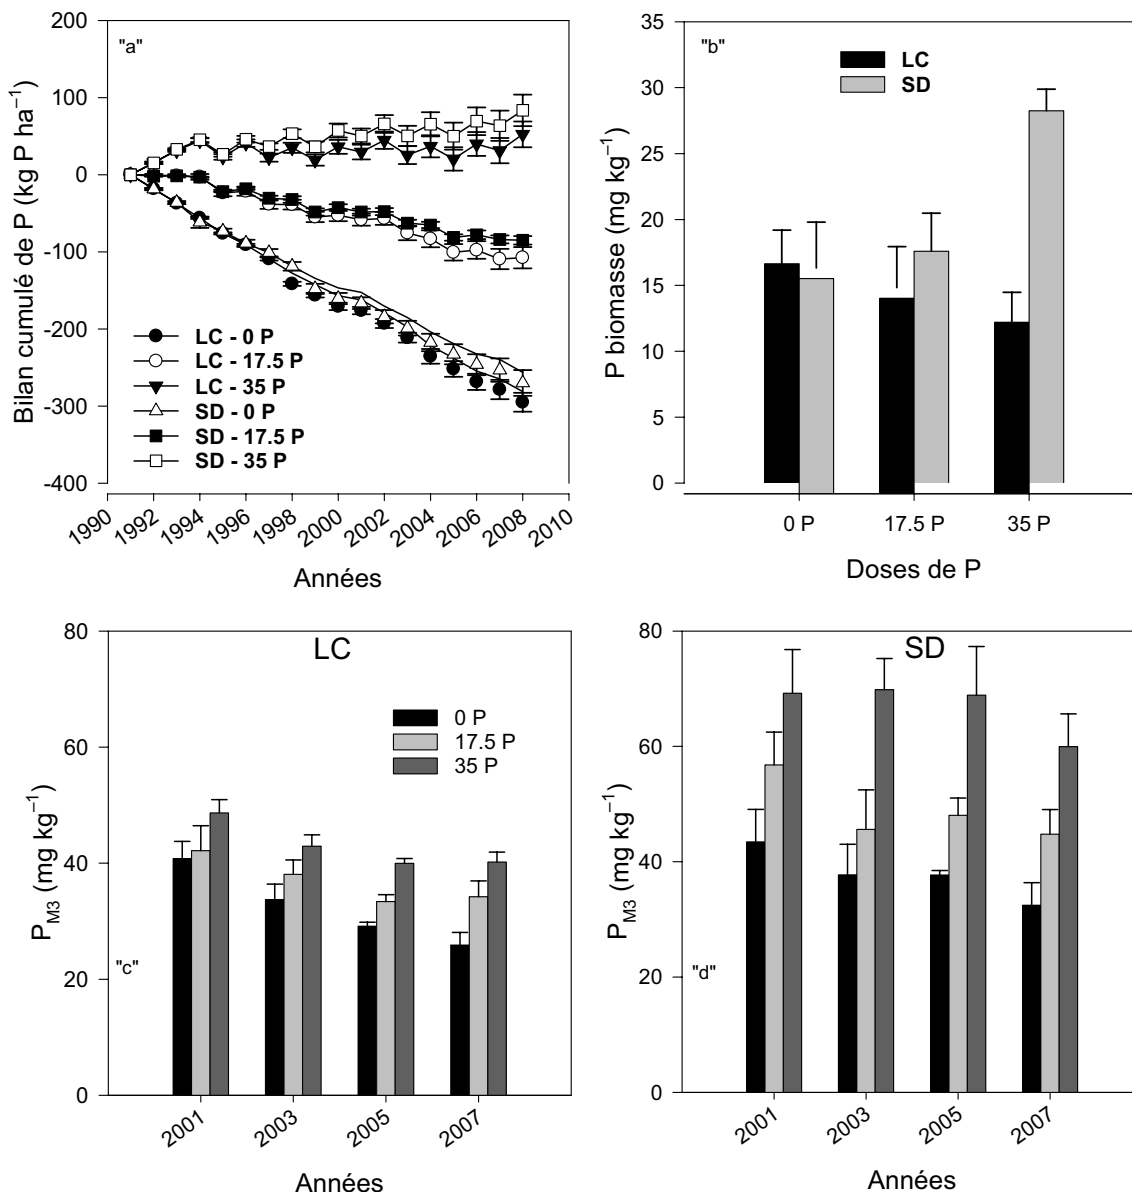 200
100
0
-100
-200
-300
-400
Bilan cumulé de P (kg P ha⁻¹)
"a"
LC - 0 P
LC - 17.5 P
LC - 35 P
SD - 0 P
SD - 17.5 P
SD - 35 P
1990 1992 1994 1996 1998 2000 2002 2004 2006 2008 2010
Années
35
30
25
20
15
10
5
0
P biomasse (mg kg⁻¹)
"b"
LC
SD
0 P 17.5 P 35 P
Doses de P
80
60
40
20
0
P_M3 (mg kg⁻¹)
LC
0 P
17.5 P
35 P
"c"
2001 2003 2005 2007
Années
80
60
40
20
0
P_M3 (mg kg⁻¹)
SD
"d"
2001 2003 2005 2007
Années